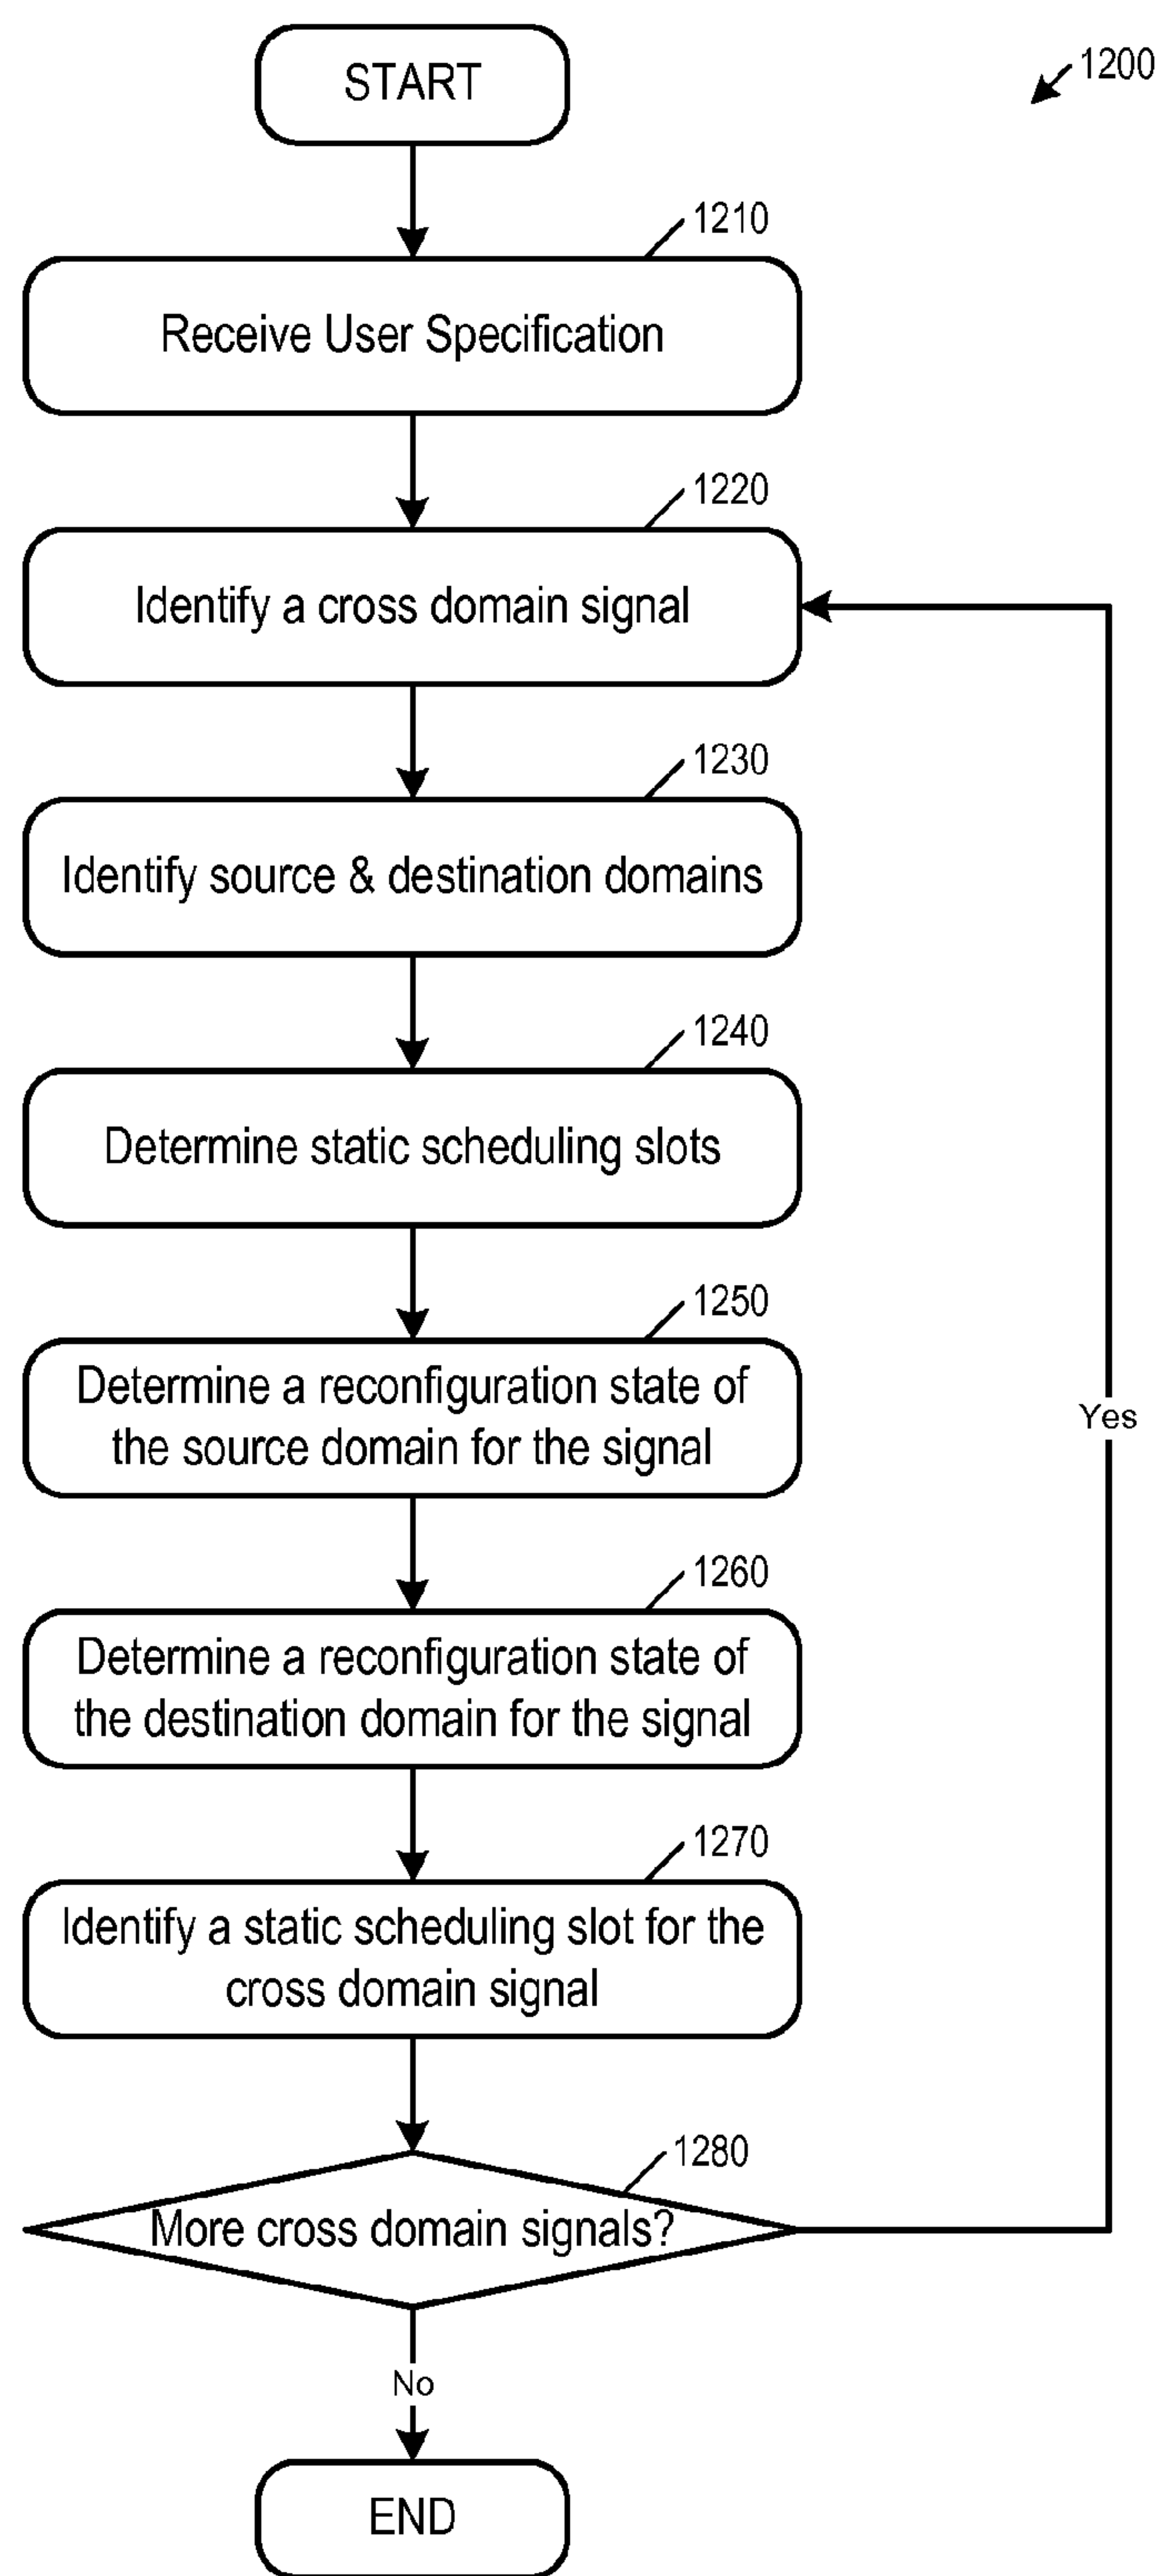 START
1200
1210
Receive User Specification
1220
Identify a cross domain signal
1230
Identify source & destination domains
1240
Determine static scheduling slots
1250
Determine a reconfiguration state of
the source domain for the signal
1260
Determine a reconfiguration state of
the destination domain for the signal
1270
Identify a static scheduling slot for the
cross domain signal
1280
More cross domain signals?
Yes
No
END